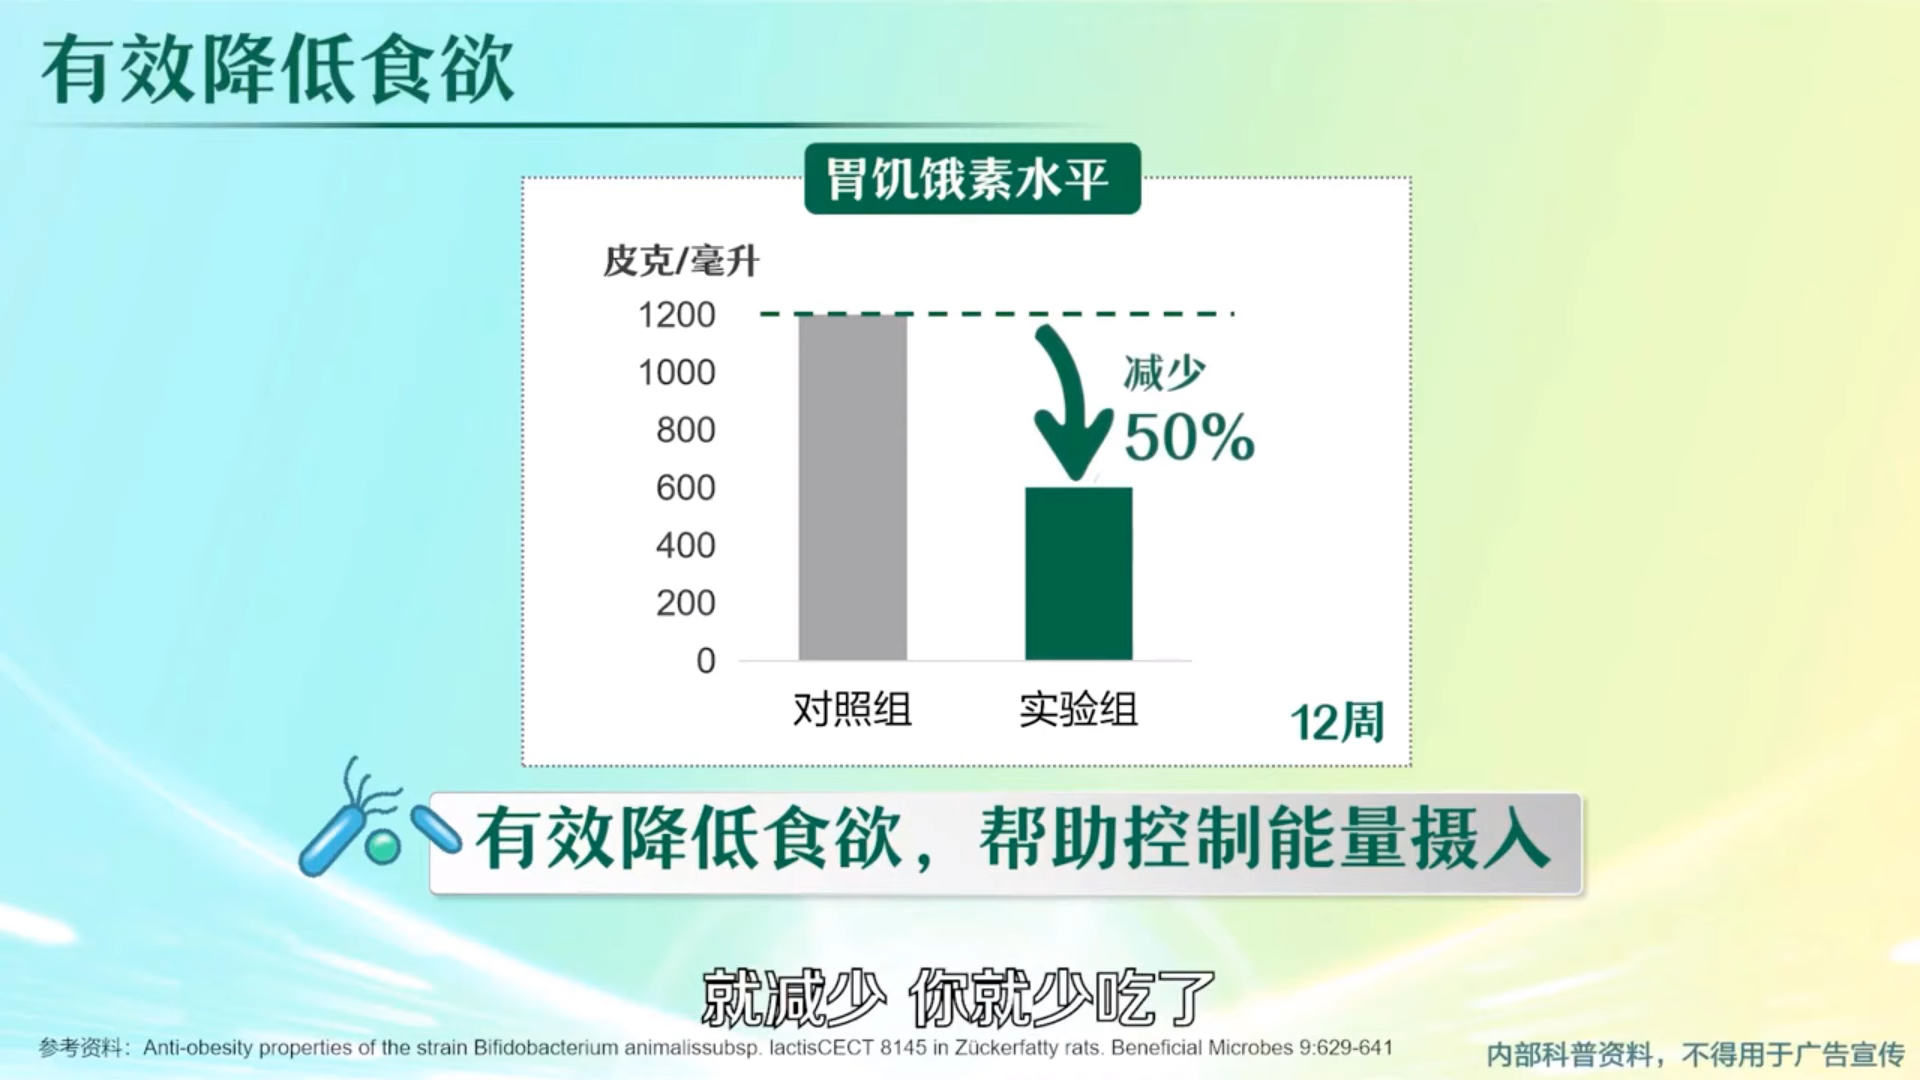 有效降低食欲
胃饥饿素水平
皮克/毫升
1200
1000
800
600
400
200
0
减少
50%
对照组
实验组
12周
有效降低食欲，帮助控制能量摄入
就减少 你就少吃了
参考资料：Anti-obesity properties of the strain Bifidobacterium animalissubsp. lactisCECT 8145 in Zückerfatty rats. Beneficial Microbes 9:629-641
内部科普资料，不得用于广告宣传